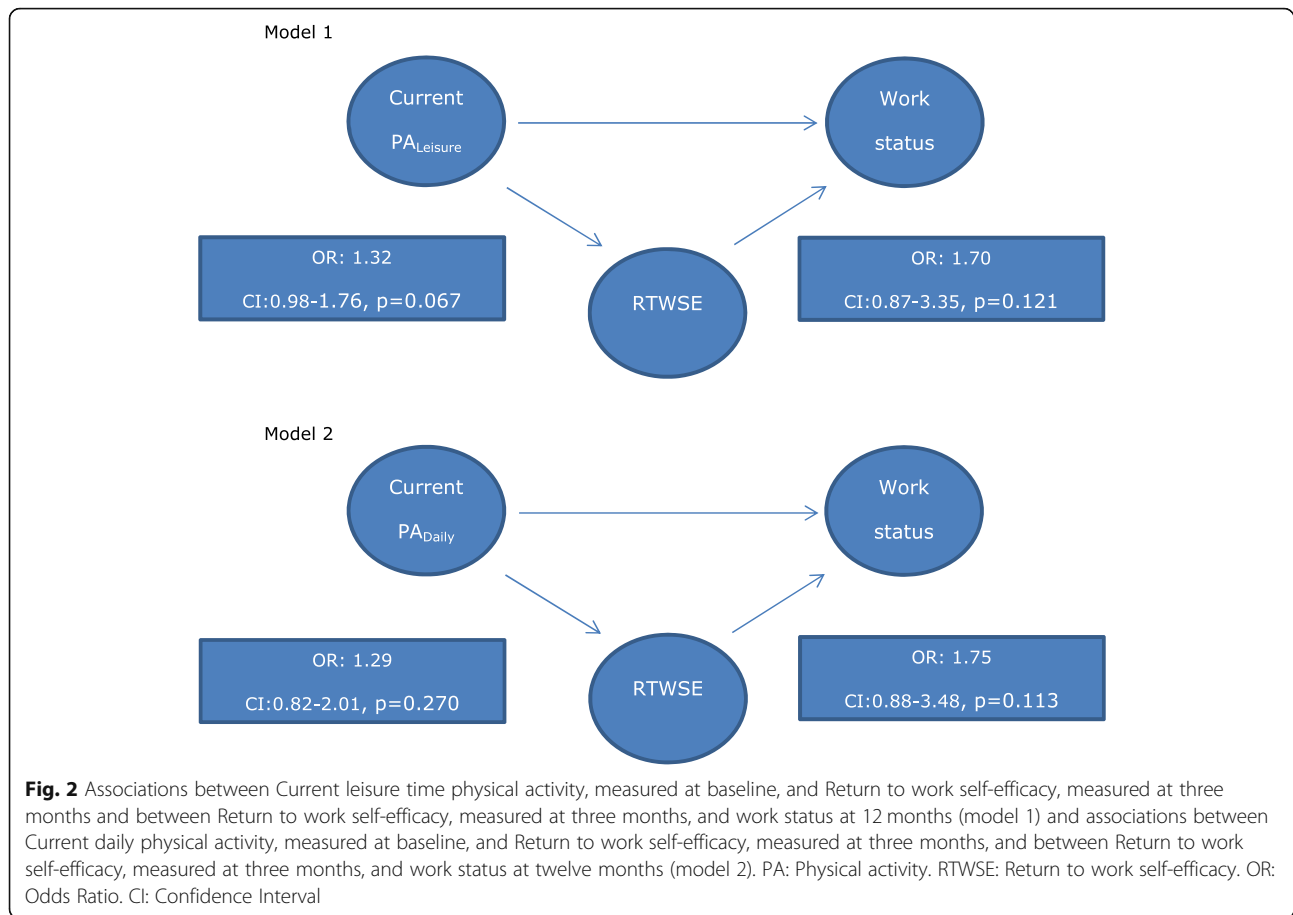 Model 1
Current
PALeisure
Work
status
OR: 1.32
CI:0.98-1.76, p=0.067
RTWSE
OR: 1.70
CI:0.87-3.35, p=0.121
Model 2
Current
PADaily
Work
status
OR: 1.29
CI:0.82-2.01, p=0.270
RTWSE
OR: 1.75
CI:0.88-3.48, p=0.113
Fig. 2 Associations between Current leisure time physical activity, measured at baseline, and Return to work self-efficacy, measured at three
months and between Return to work self-efficacy, measured at three months, and work status at 12 months (model 1) and associations between
Current daily physical activity, measured at baseline, and Return to work self-efficacy, measured at three months, and between Return to work
self-efficacy, measured at three months, and work status at twelve months (model 2). PA: Physical activity. RTWSE: Return to work self-efficacy. OR:
Odds Ratio. CI: Confidence Interval